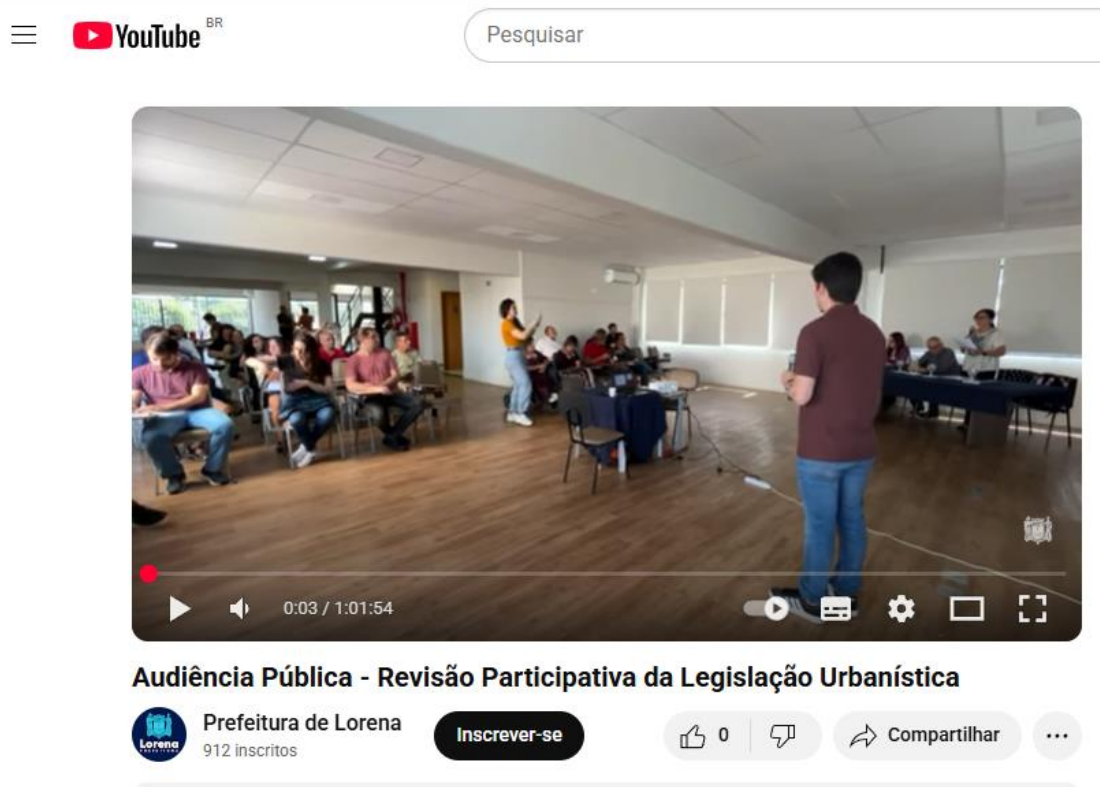 YouTube BR
Pesquisar
0:03 / 1:01:54
Audiência Pública - Revisão Participativa da Legislação Urbanística
Lorena
PREFEITURA
Prefeitura de Lorena
912 inscritos
Inscrever-se
0
Compartilhar